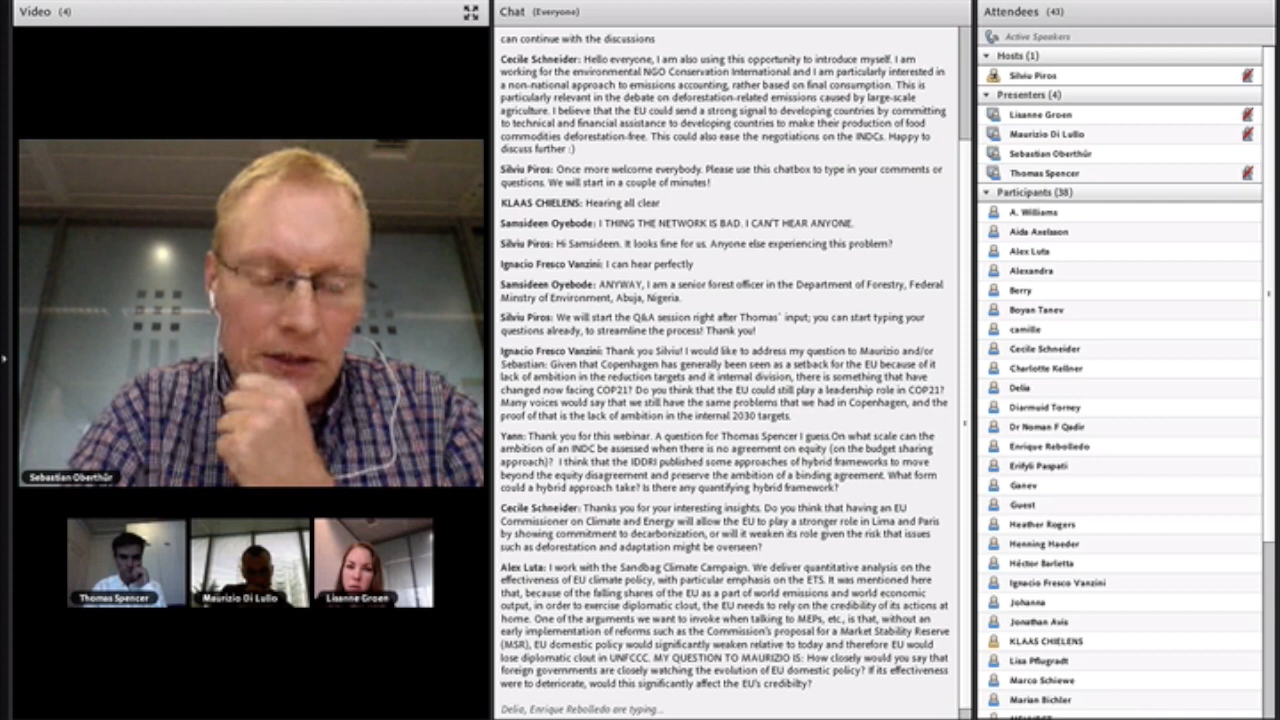 Video (4)
Sebastian Oberthür
Thomas Spencer
Maurizio Di Lullo
Lisanne Groen
Chat (Everyone)
can continue with the discussions
Cecile Schneider: Hello everyone, I am also using this opportunity to introduce myself. I am
working for the environmental NGO Conservation International and I am particularly interested in
a non-national approach to emissions accounting, rather based on final consumption. This is
particularly relevant in the debate on deforestation-related emissions caused by large-scale
agriculture. I believe that the EU could send a strong signal to developing countries by committing
to technical and financial assistance to developing countries to make their production of food
commodities deforestation-free. This could also ease the negotiations on the INDCs. Happy to
discuss further :)
Silviu Piros: Once more welcome everybody. Please use this chatbox to type in your comments or
questions. We will start in a couple of minutes!
KLAAS CHIELENS: Hearing all clear
Samsideen Oyebode: I THING THE NETWORK IS BAD. I CAN'T HEAR ANYONE.
Silviu Piros: Hi Samsideen. It looks fine for us. Anyone else experiencing this problem?
Ignacio Fresco Vanzini: I can hear perfectly
Samsideen Oyebode: ANYWAY, I am a senior forest officer in the Department of Forestry, Federal
Minstry of Environment, Abuja, Nigeria.
Silviu Piros: We will start the Q&A session right after Thomas` input; you can start typing your
questions already, to streamline the process! Thank you!
Ignacio Fresco Vanzini: Thank you Silviu! I would like to address my question to Maurizio and/or
Sebastian: Given that Copenhagen has generally been seen as a setback for the EU because of it
lack of ambition in the reduction targets and it internal division, there is something that have
changed now facing COP21? Do you think that the EU could still play a leadership role in COP21?
Many voices would say that we still have the same problems that we had in Copenhagen, and the
proof of that is the lack of ambition in the internal 2030 targets.
Yann: Thank you for this webinar. A question for Thomas Spencer I guess.On what scale can the
ambition of an INDC be assessed when there is no agreement on equity (on the budget sharing
approach)? I think that the IDDRI published some approaches of hybrid frameworks to move
beyond the equity disagreement and preserve the ambition of a binding agreement. What form
could a hybrid approach take? Is there any quantifying hybrid framework?
Cecile Schneider: Thanks you for your interesting insights. Do you think that having an EU
Commissioner on Climate and Energy will allow the EU to play a stronger role in Lima and Paris
by showing commitment to decarbonization, or will it weaken its role given the risk that issues
such as deforestation and adaptation might be overseen?
Alex Luta: I work with the Sandbag Climate Campaign. We deliver quantitative analysis on the
effectiveness of EU climate policy, with particular emphasis on the ETS. It was mentioned here
that, because of the falling shares of the EU as a part of world emissions and world economic
output, in order to exercise diplomatic clout, the EU needs to rely on the credibility of its actions at
home. One of the arguments we want to invoke when talking to MEPs, etc., is that, without an
early implementation of reforms such as the Commission's proposal for a Market Stability Reserve
(MSR), EU domestic policy would significantly weaken relative to today and therefore EU would
lose diplomatic clout in UNFCCC. MY QUESTION TO MAURIZIO IS: How closely would you say that
foreign governments are closely watching the evolution of EU domestic policy? If its effectiveness
were to deteriorate, would this significantly affect the EU's credibilty?
Delia, Enrique Rebolledo are typing...
Attendees (43)
Active Speakers
Hosts (1)
Silviu Piros
Presenters (4)
Lisanne Groen
Maurizio Di Lullo
Sebastian Oberthür
Thomas Spencer
Participants (38)
A. Williams
Aida Axelsson
Alex Luta
Alexandra
Berry
Boyan Tanev
camille
Cecile Schneider
Charlotte Kellner
Delia
Diarmuid Torney
Dr Noman F Qadir
Enrique Rebolledo
Erifyli Paspati
Ganev
Guest
Heather Rogers
Henning Haeder
Héctor Barletta
Ignacio Fresco Vanzini
Johanna
Jonathan Avis
KLAAS CHIELENS
Lisa Pflugradt
Marco Schiewe
Marian Bichler